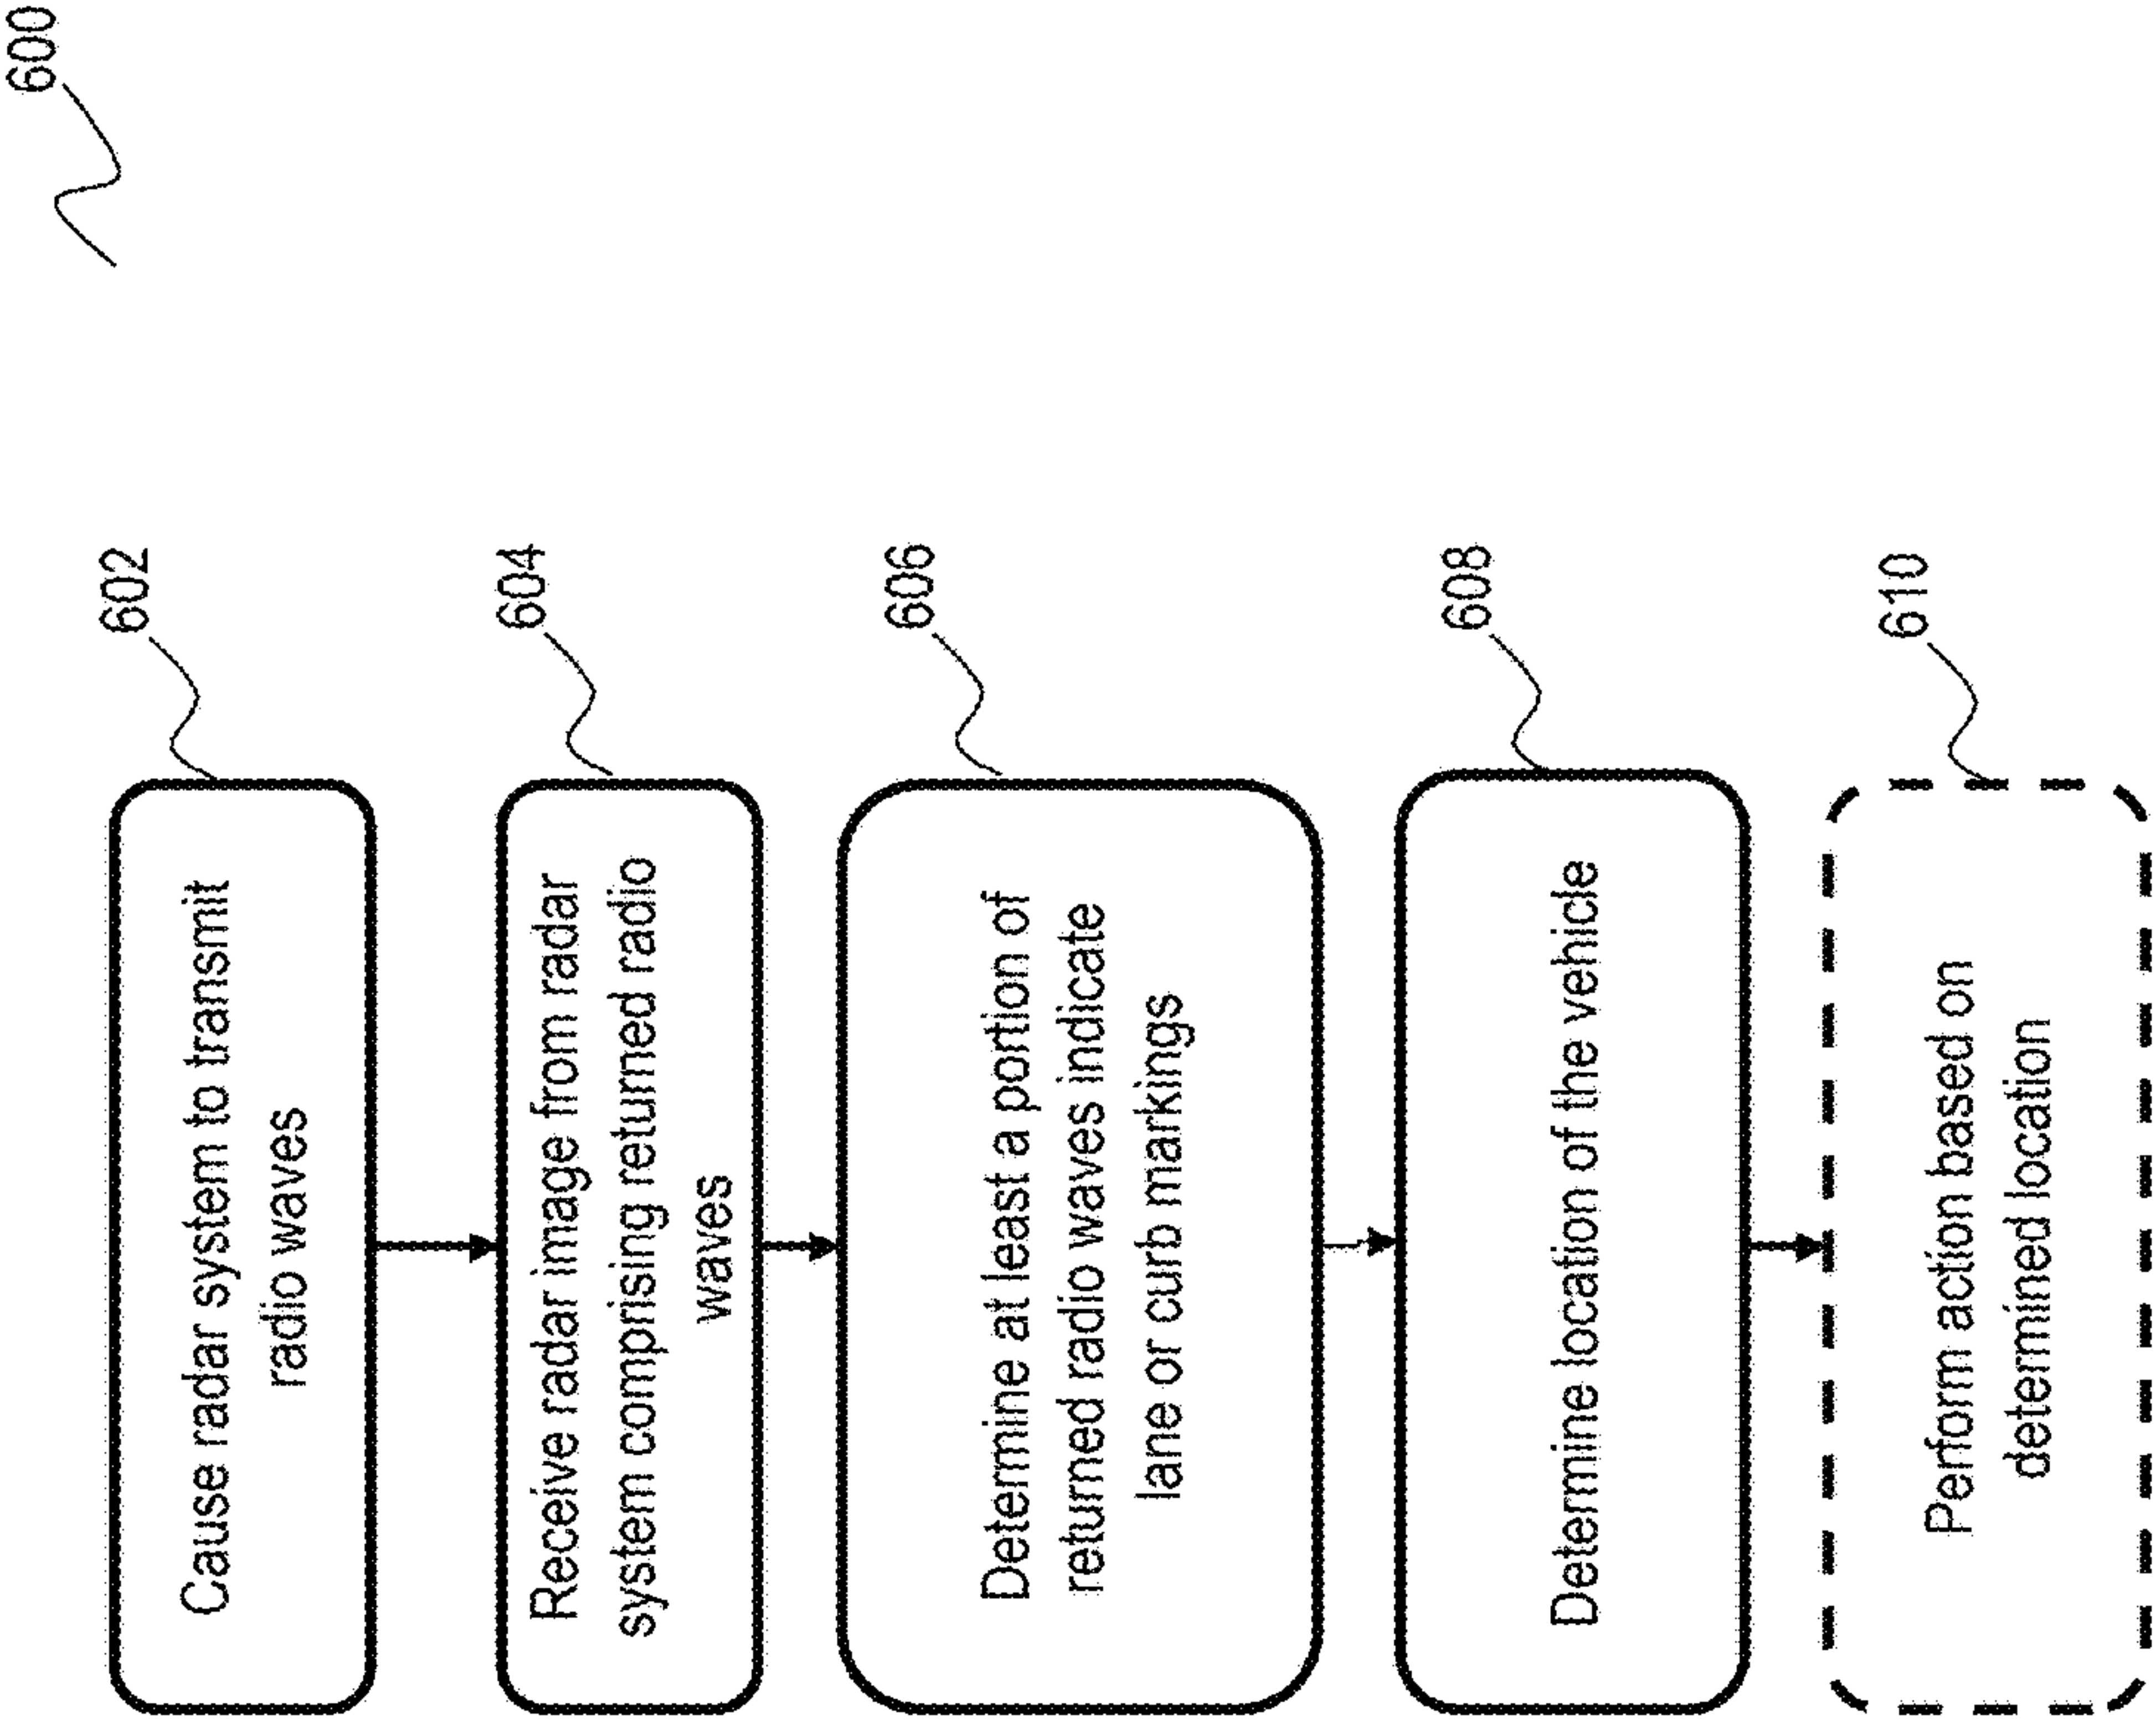 600
602
Cause radar system to transmit
radio waves
604
Receive radar image from radar
system comprising returned radio
waves
606
Determine at least a portion of
returned radio waves indicate
lane or curb markings
608
Determine location of the vehicle
610
Perform action based on
determined location